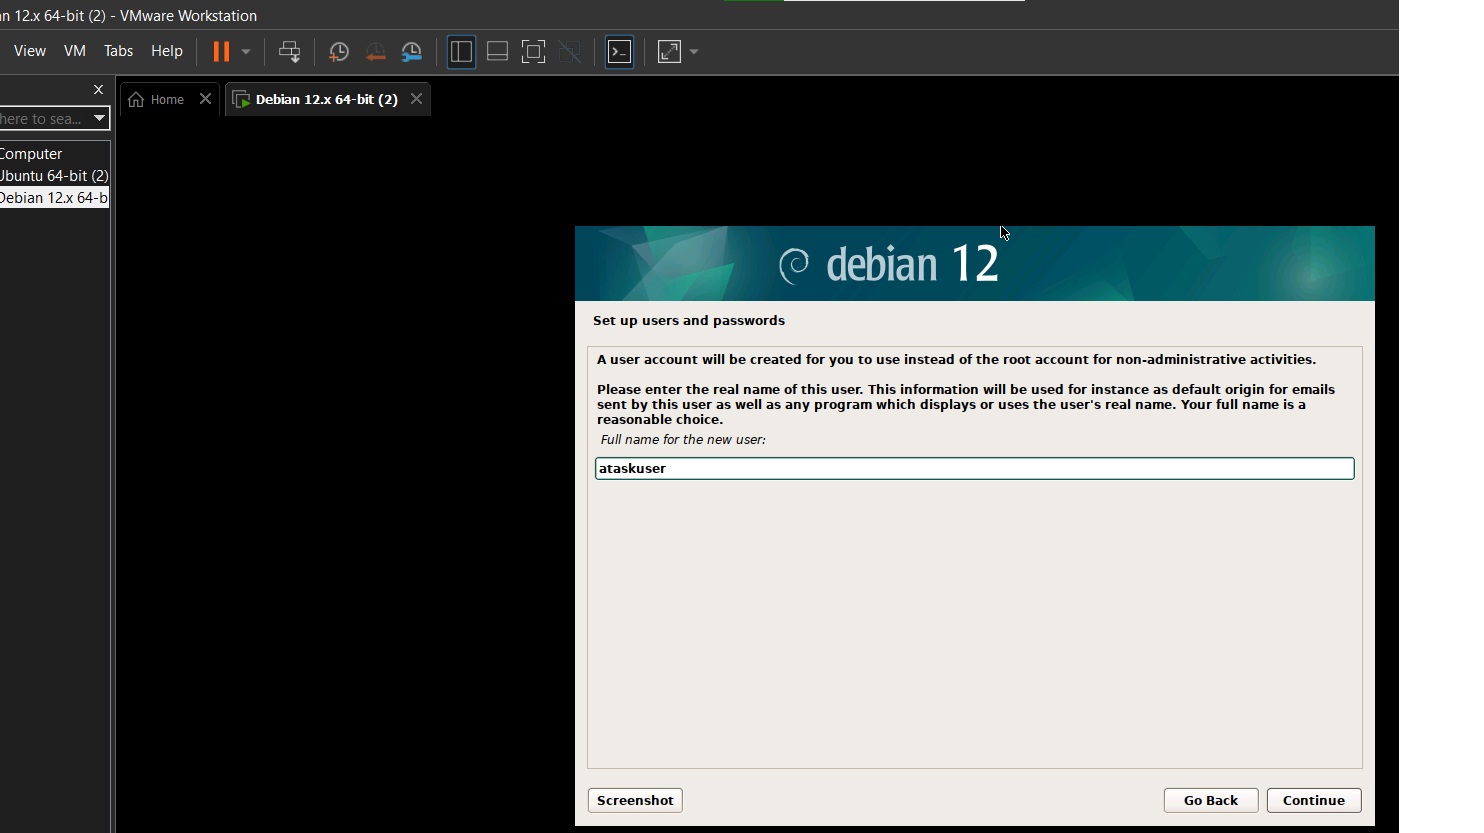 an 12.x 64-bit (2) - VMware Workstation
View VM Tabs Help
X
here to sea...
Home
Debian 12.x 64-bit (2)
Computer
Ubuntu 64-bit (2)
Debian 12.x 64-b
debian 12
Set up users and passwords
A user account will be created for you to use instead of the root account for non-administrative activities.
Please enter the real name of this user. This information will be used for instance as default origin for emails
sent by this user as well as any program which displays or uses the user's real name. Your full name is a
reasonable choice.
Full name for the new user:
ataskuser
Screenshot
Go Back
Continue